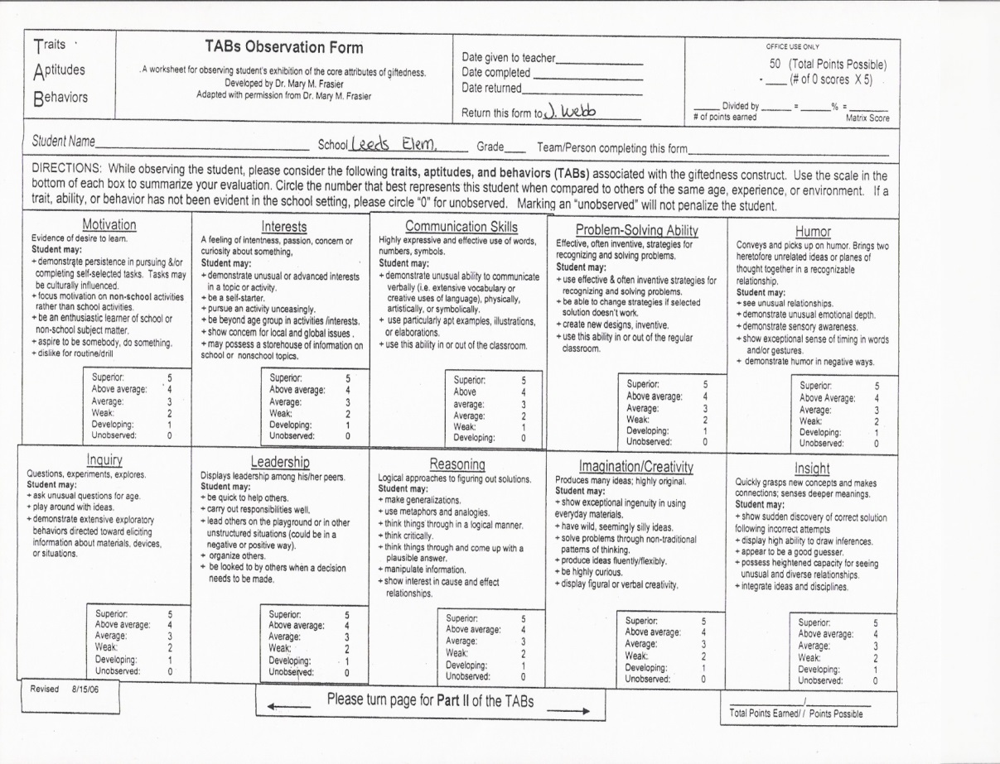 Traits
Aptitudes
Behaviors
TABs Observation Form
A worksheet for observing student's exhibition of the core attributes of giftedness.
Developed by Dr. Mary M. Frasier
Adapted with permission from Dr. Mary M. Frasier
Date given to teacher
Date completed
Date returned
Return this form to J. Webb
OFFICE USE ONLY
50 (Total Points Possible)
- ____ (# of 0 scores X 5)
_____ Divided by _____ = _____% = ______
# of points earned Matrix Score
Student Name
School Leeds Elem.
Grade____
Team/Person completing this form
DIRECTIONS: While observing the student, please consider the following traits, aptitudes, and behaviors (TABs) associated with the giftedness construct. Use the scale in the
bottom of each box to summarize your evaluation. Circle the number that best represents this student when compared to others of the same age, experience, or environment. If a
trait, ability, or behavior has not been evident in the school setting, please circle "0" for unobserved. Marking an "unobserved" will not penalize the student.
Motivation
Evidence of desire to learn.
Student may:
+ demonstrate persistence in pursuing &/or
completing self-selected tasks. Tasks may
be culturally influenced.
+ focus motivation on non-school activities
rather than school activities.
+ be an enthusiastic learner of school or
non-school subject matter.
+ aspire to be somebody, do something.
+ dislike for routine/drill
Superior: 5
Above average: 4
Average: 3
Weak: 2
Developing: 1
Unobserved: 0
Interests
A feeling of intentness, passion, concern or
curiosity about something,
Student may:
+ demonstrate unusual or advanced interests
in a topic or activity.
+ be a self-starter.
+ pursue an activity unceasingly.
+ be beyond age group in activities /interests.
+ show concern for local and global issues .
+ may possess a storehouse of information on
school or nonschool topics.
Superior: 5
Above average: 4
Average: 3
Weak: 2
Developing: 1
Unobserved: 0
Communication Skills
Highly expressive and effective use of words,
numbers, symbols.
Student may:
+ demonstrate unusual ability to communicate
verbally (i.e. extensive vocabulary or
creative uses of language), physically,
artistically, or symbolically.
+ use particularly apt examples, illustrations,
or elaborations.
+ use this ability in or out of the classroom.
Superior: 5
Above 4
average: 3
Average: 2
Weak: 1
Developing: 0
Problem-Solving Ability
Effective, often inventive, strategies for
recognizing and solving problems.
Student may:
+ use effective & often inventive strategies for
recognizing and solving problems.
+ be able to change strategies if selected
solution doesn't work.
+ create new designs, inventive.
+ use this ability in or out of the regular
classroom.
Superior: 5
Above average: 4
Average: 3
Weak: 2
Developing: 1
Unobserved: 0
Humor
Conveys and picks up on humor. Brings two
heretofore unrelated ideas or planes of
thought together in a recognizable
relationship.
Student may:
+ see unusual relationships.
+ demonstrate unusual emotional depth.
+ demonstrate sensory awareness.
+ show exceptional sense of timing in words
and/or gestures.
+ demonstrate humor in negative ways.
Superior: 5
Above Average: 4
Average: 3
Weak: 2
Developing: 1
Unobserved: 0
Inquiry
Questions, experiments, explores.
Student may:
+ ask unusual questions for age.
+ play around with ideas.
+ demonstrate extensive exploratory
behaviors directed toward eliciting
information about materials, devices,
or situations.
Superior: 5
Above average: 4
Average: 3
Weak: 2
Developing: 1
Unobserved: 0
Leadership
Displays leadership among his/her peers.
Student may:
+ be quick to help others.
+ carry out responsibilities well.
+ lead others on the playground or in other
unstructured situations (could be in a
negative or positive way).
+ organize others.
+ be looked to by others when a decision
needs to be made.
Superior: 5
Above average: 4
Average: 3
Weak: 2
Developing: 1
Unobserved: 0
Reasoning
Logical approaches to figuring out solutions.
Student may:
+ make generalizations.
+ use metaphors and analogies.
+ think things through in a logical manner.
+ think critically.
+ think things through and come up with a
plausible answer.
+ manipulate information.
+ show interest in cause and effect
relationships.
Superior: 5
Above average: 4
Average: 3
Weak: 2
Developing: 1
Unobserved: 0
Imagination/Creativity
Produces many ideas; highly original.
Student may:
+ show exceptional ingenuity in using
everyday materials.
+ have wild, seemingly silly ideas.
+ solve problems through non-traditional
patterns of thinking.
+ produce ideas fluently/flexibly.
+ be highly curious.
+ display figural or verbal creativity.
Superior: 5
Above average: 4
Average: 3
Weak: 2
Developing: 1
Unobserved: 0
Insight
Quickly grasps new concepts and makes
connections; senses deeper meanings.
Student may:
+ show sudden discovery of correct solution
following incorrect attempts
+ display high ability to draw inferences.
+ appear to be a good guesser.
+ possess heightened capacity for seeing
unusual and diverse relationships.
+ integrate ideas and disciplines.
Superior: 5
Above average: 4
Average: 3
Weak: 2
Developing: 1
Unobserved: 0
Revised 8/15/06
Please turn page for Part II of the TABs
/
Total Points Earned/ / Points Possible